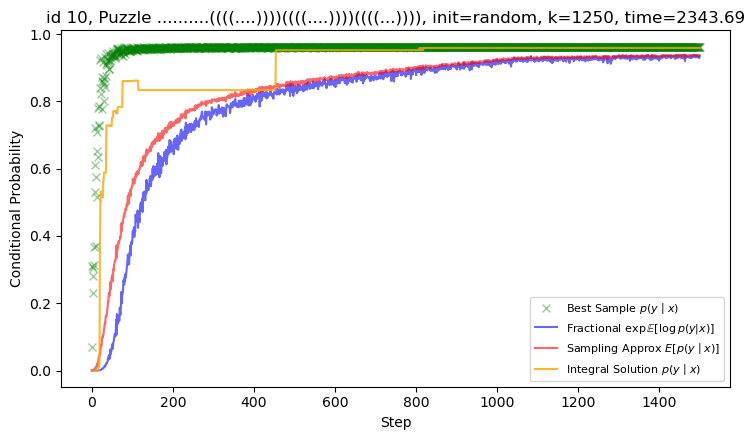 id 10, Puzzle ..........((((....))))((((....))))((((...)))), init=random, k=1250, time=2343.69
1.0
0.8
0.6
0.4
0.2
0.0
Conditional Probability
Best Sample p(y | x)
Fractional exp𝔼[log p(y|x)]
Sampling Approx E[p(y | x)]
Integral Solution p(y | x)
0 200 400 600 800 1000 1200 1400
Step